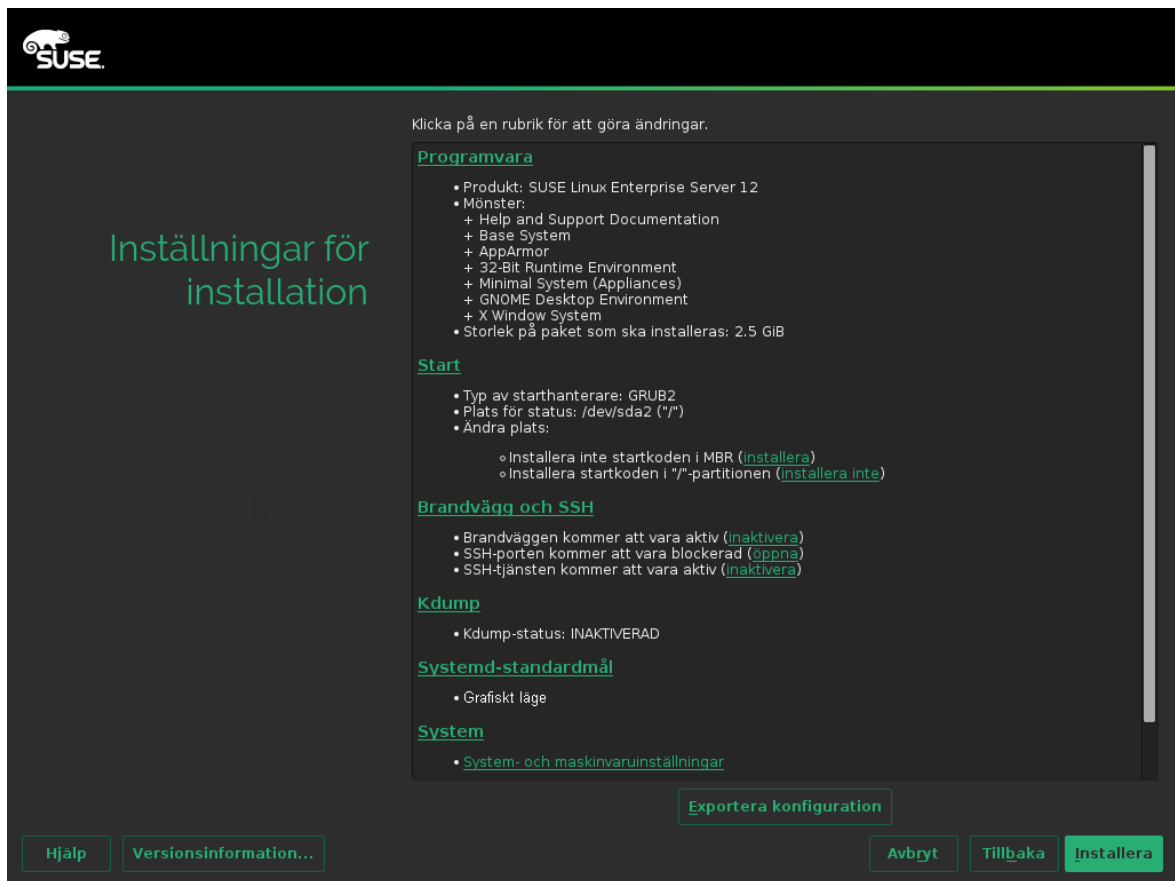 SUSE.
Klicka på en rubrik för att göra ändringar.
Inställningar för
installation
Programvara
• Produkt: SUSE Linux Enterprise Server 12
• Mönster:
+ Help and Support Documentation
+ Base System
+ AppArmor
+ 32-Bit Runtime Environment
+ Minimal System (Appliances)
+ GNOME Desktop Environment
+ X Window System
• Storlek på paket som ska installeras: 2.5 GiB
Start
• Typ av starthanterare: GRUB2
• Plats för status: /dev/sda2 ("/")
• Ändra plats:
◦ Installera inte startkoden i MBR (installera)
◦ Installera startkoden i "/"-partitionen (installera inte)
Brandvägg och SSH
• Brandväggen kommer att vara aktiv (inaktivera)
• SSH-porten kommer att vara blockerad (öppna)
• SSH-tjänsten kommer att vara aktiv (inaktivera)
Kdump
• Kdump-status: INAKTIVERAD
Systemd-standardmål
• Grafiskt läge
System
• System- och maskinvaruinställningar
Exportera konfiguration
Hjälp Versionsinformation... Avbryt Tillbaka Installera